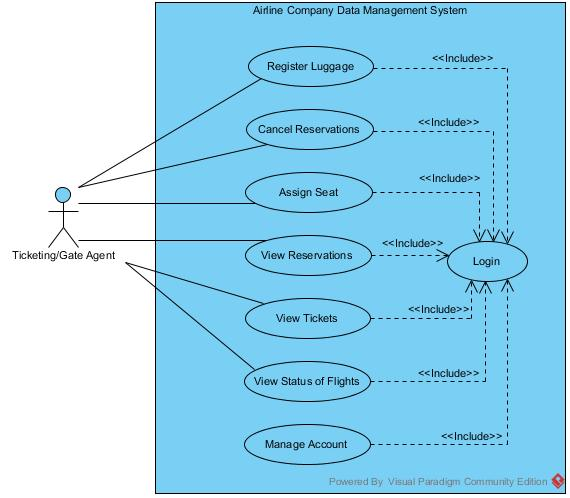 Airline Company Data Management System
Register Luggage
<<Include>>
Cancel Reservations
<<Include>>
Assign Seat
<<Include>>
Ticketing/Gate Agent
View Reservations
<<Include>>
Login
View Tickets
<<Include>>
View Status of Flights
<<Include>>
Manage Account
<<Include>>
Powered By Visual Paradigm Community Edition